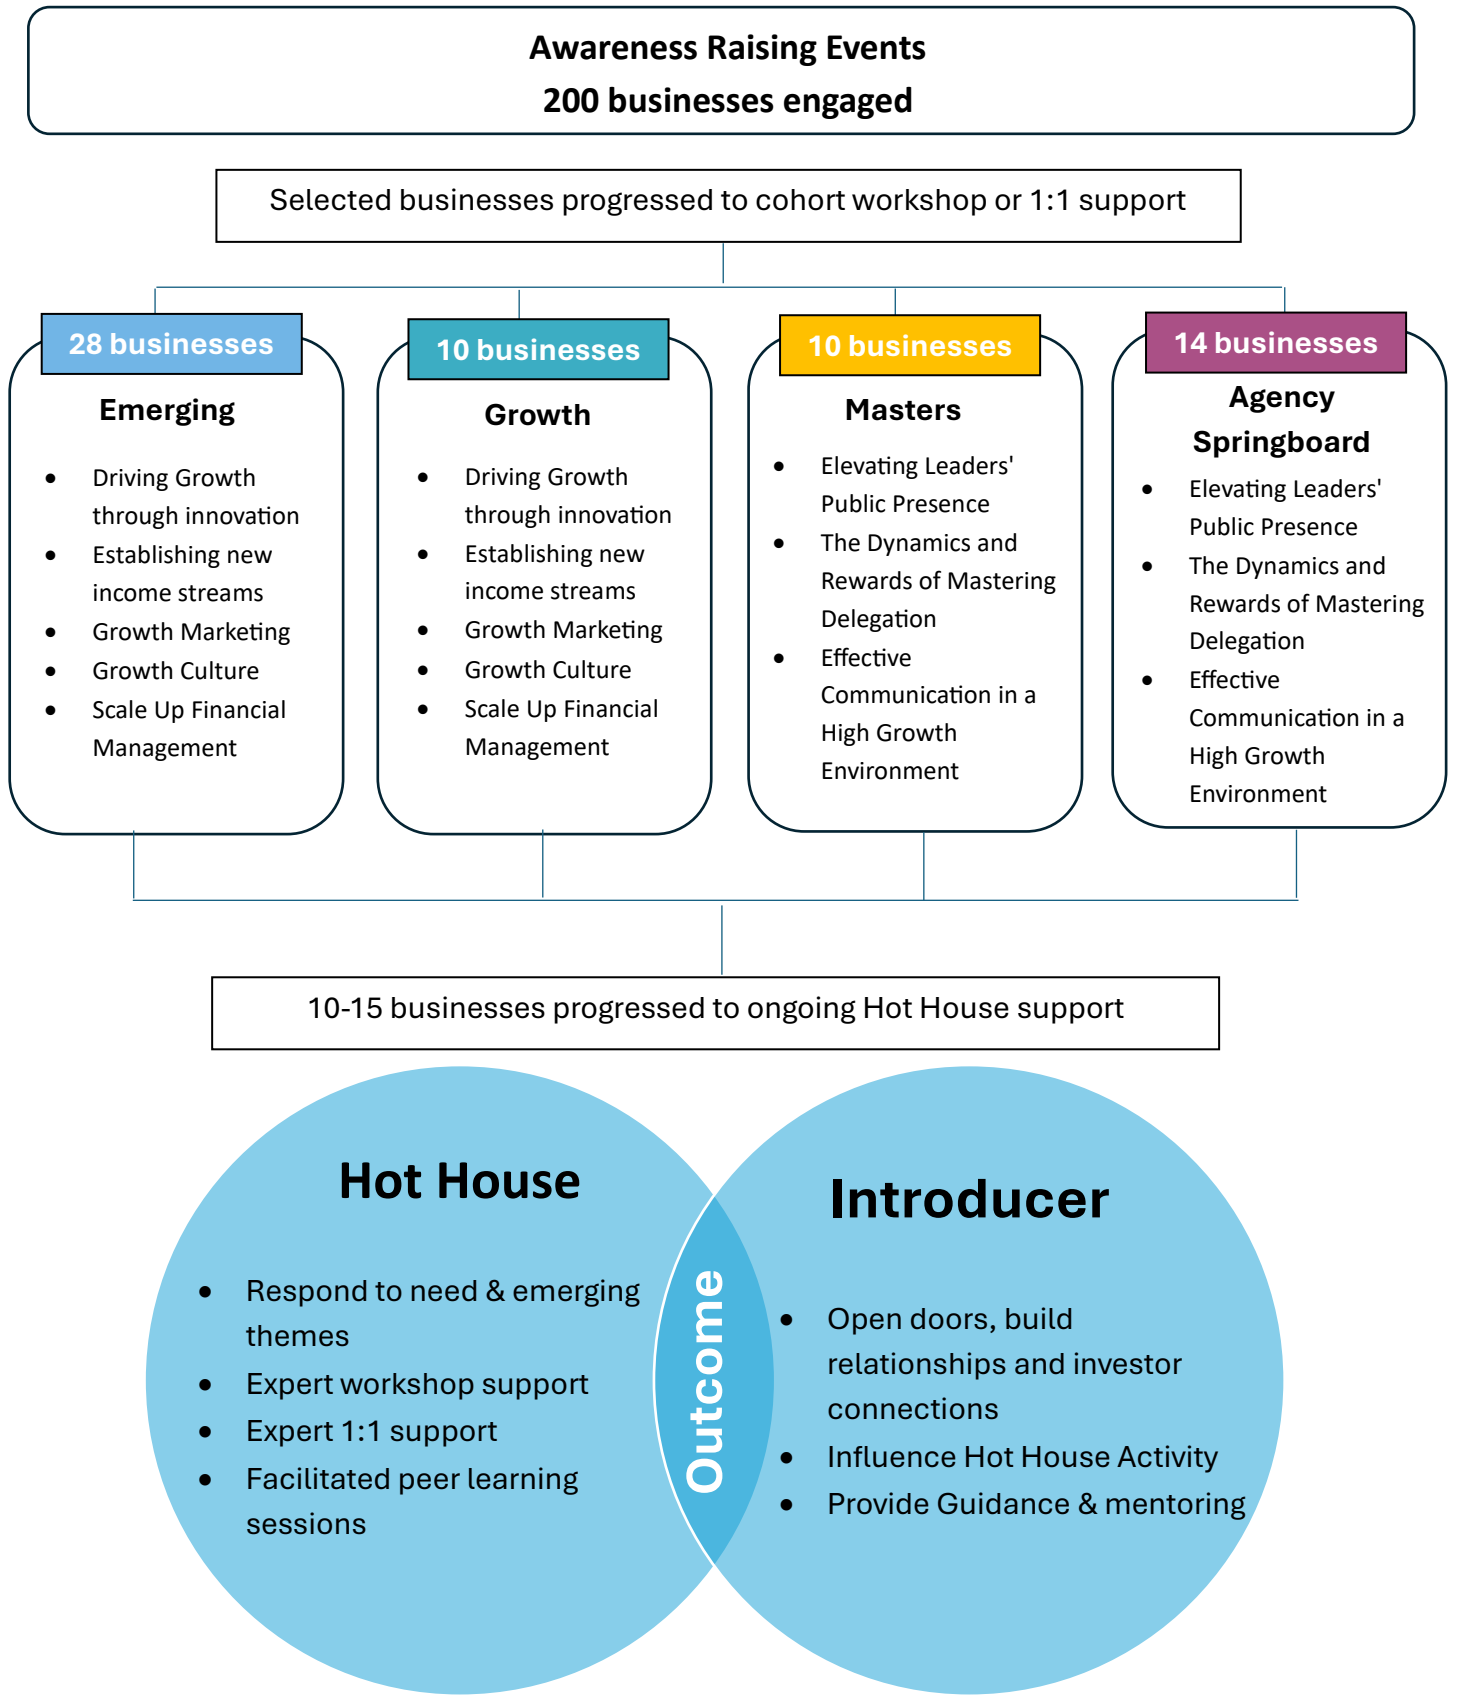 Awareness Raising Events
200 businesses engaged
Selected businesses progressed to cohort workshop or 1:1 support
28 businesses
Emerging
• Driving Growth
through innovation
• Establishing new
income streams
• Growth Marketing
• Growth Culture
• Scale Up Financial
Management
10 businesses
Growth
• Driving Growth
through innovation
• Establishing new
income streams
• Growth Marketing
• Growth Culture
• Scale Up Financial
Management
10 businesses
Masters
• Elevating Leaders'
Public Presence
• The Dynamics and
Rewards of Mastering
Delegation
• Effective
Communication in a
High Growth
Environment
14 businesses
Agency
Springboard
• Elevating Leaders'
Public Presence
• The Dynamics and
Rewards of Mastering
Delegation
• Effective
Communication in a
High Growth
Environment
10-15 businesses progressed to ongoing Hot House support
Hot House
• Respond to need & emerging
themes
• Expert workshop support
• Expert 1:1 support
• Facilitated peer learning
sessions
Outcome
Introducer
• Open doors, build
relationships and investor
connections
• Influence Hot House Activity
• Provide Guidance & mentoring